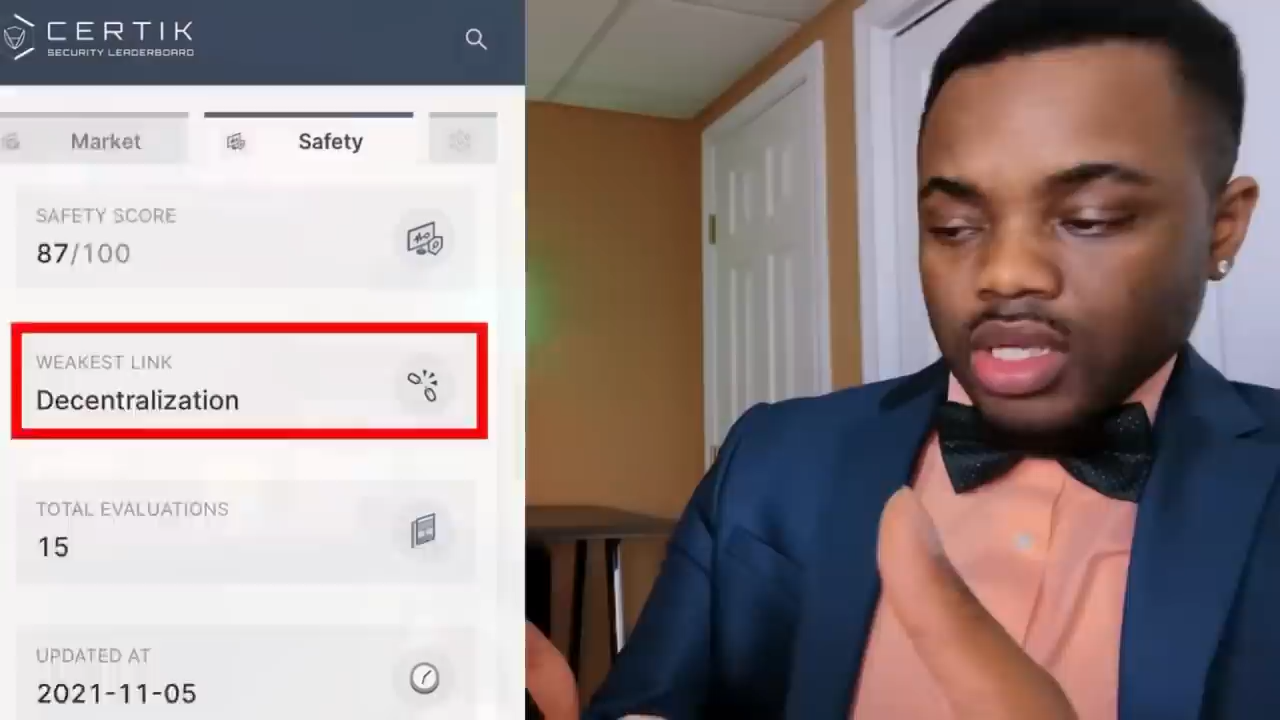 CERTIK
SECURITY LEADERBOARD
Market
Safety
SAFETY SCORE
87/100
WEAKEST LINK
Decentralization
TOTAL EVALUATIONS
15
UPDATED AT
2021-11-05